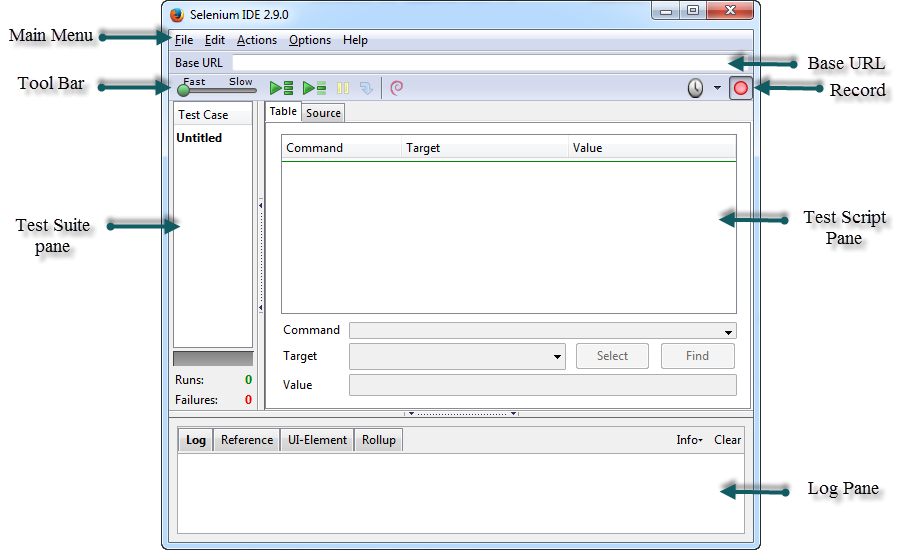 Selenium IDE 2.9.0
Main Menu
File Edit Actions Options Help
Base URL
Base URL
Tool Bar
Fast Slow
Record
Test Case
Table Source
Untitled
Command Target Value
Test Suite
pane
Test Script
Pane
Command
Target
Select Find
Value
Runs: 0
Failures: 0
Log Reference UI-Element Rollup
Info Clear
Log Pane